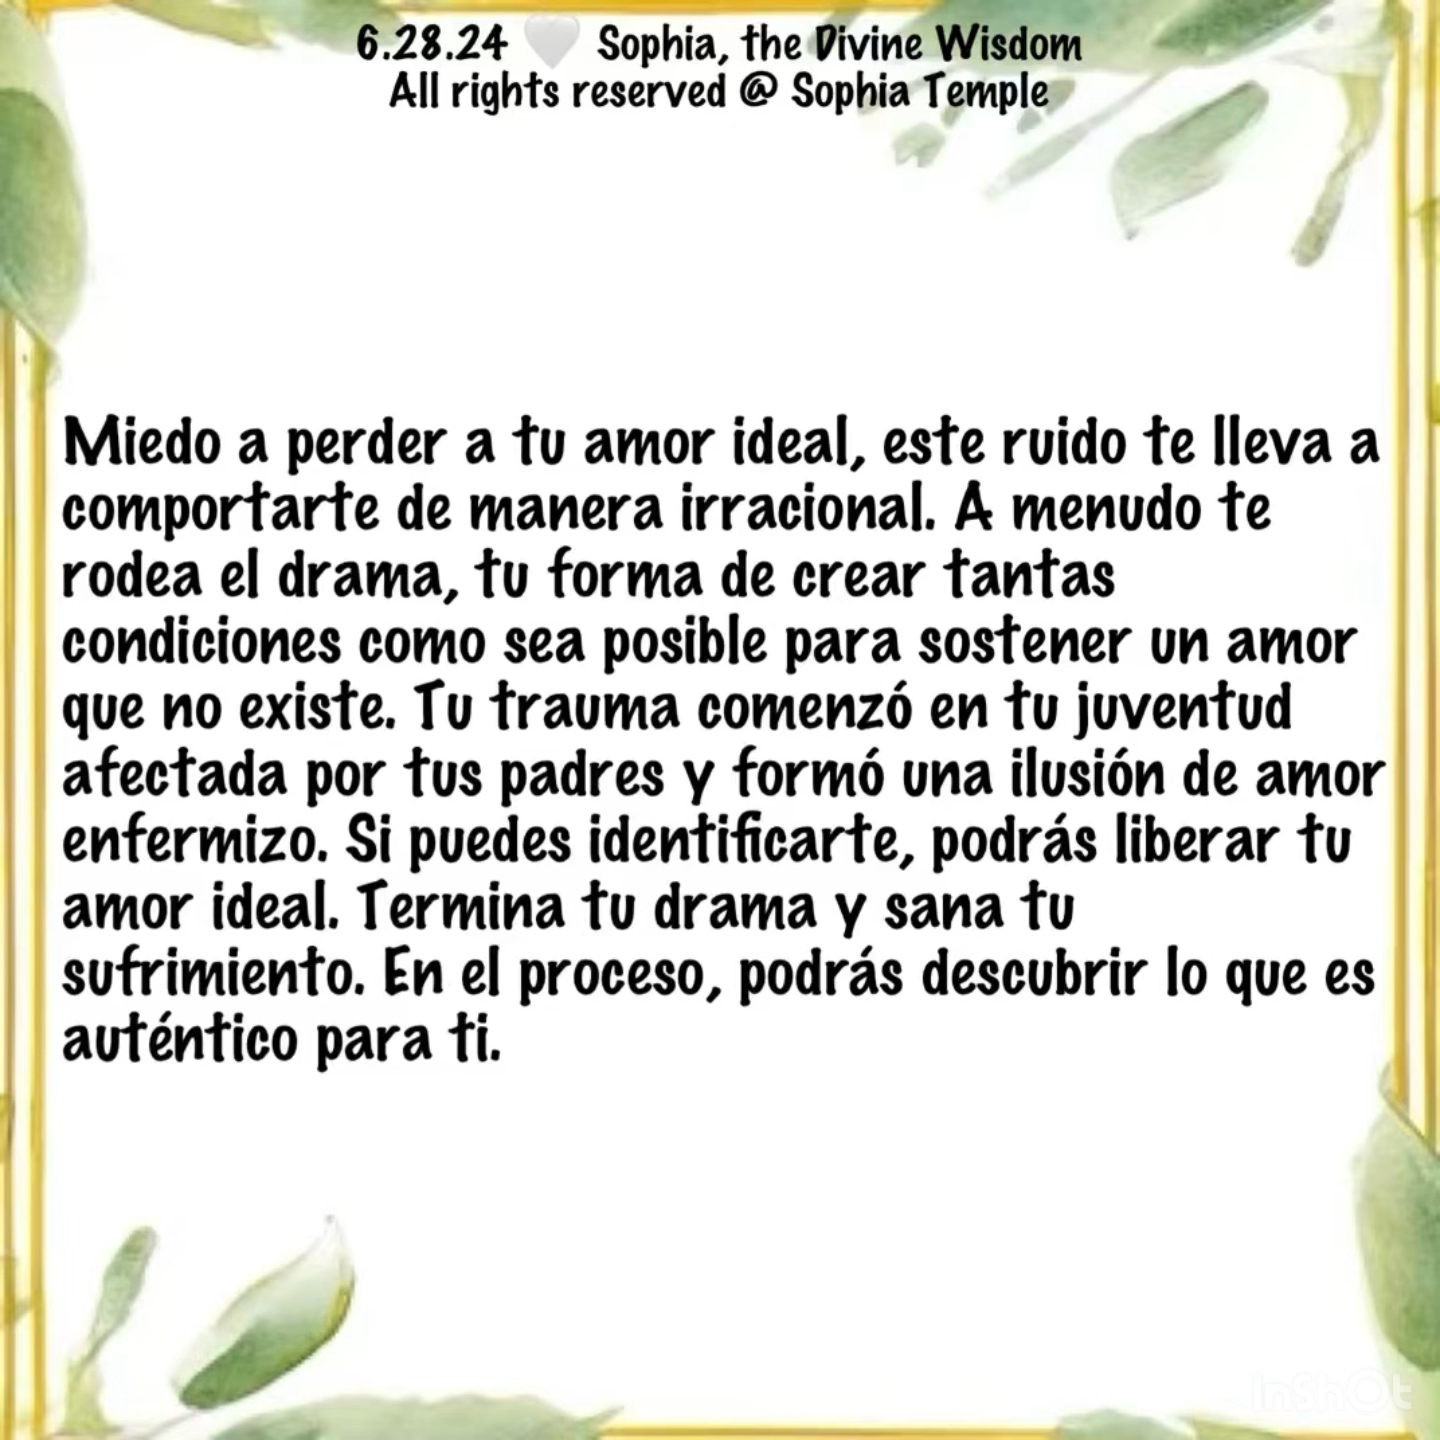 6.28.24 🤍 Sophia, the Divine Wisdom
All rights reserved @ Sophia Temple
Miedo a perder a tu amor ideal, este ruido te lleva a
comportarte de manera irracional. A menudo te
rodea el drama, tu forma de crear tantas
condiciones como sea posible para sostener un amor
que no existe. Tu trauma comenzó en tu juventud
afectada por tus padres y formó una ilusión de amor
enfermizo. Si puedes identificarte, podrás liberar tu
amor ideal. Termina tu drama y sana tu
sufrimiento. En el proceso, podrás descubrir lo que es
auténtico para ti.
InShOt